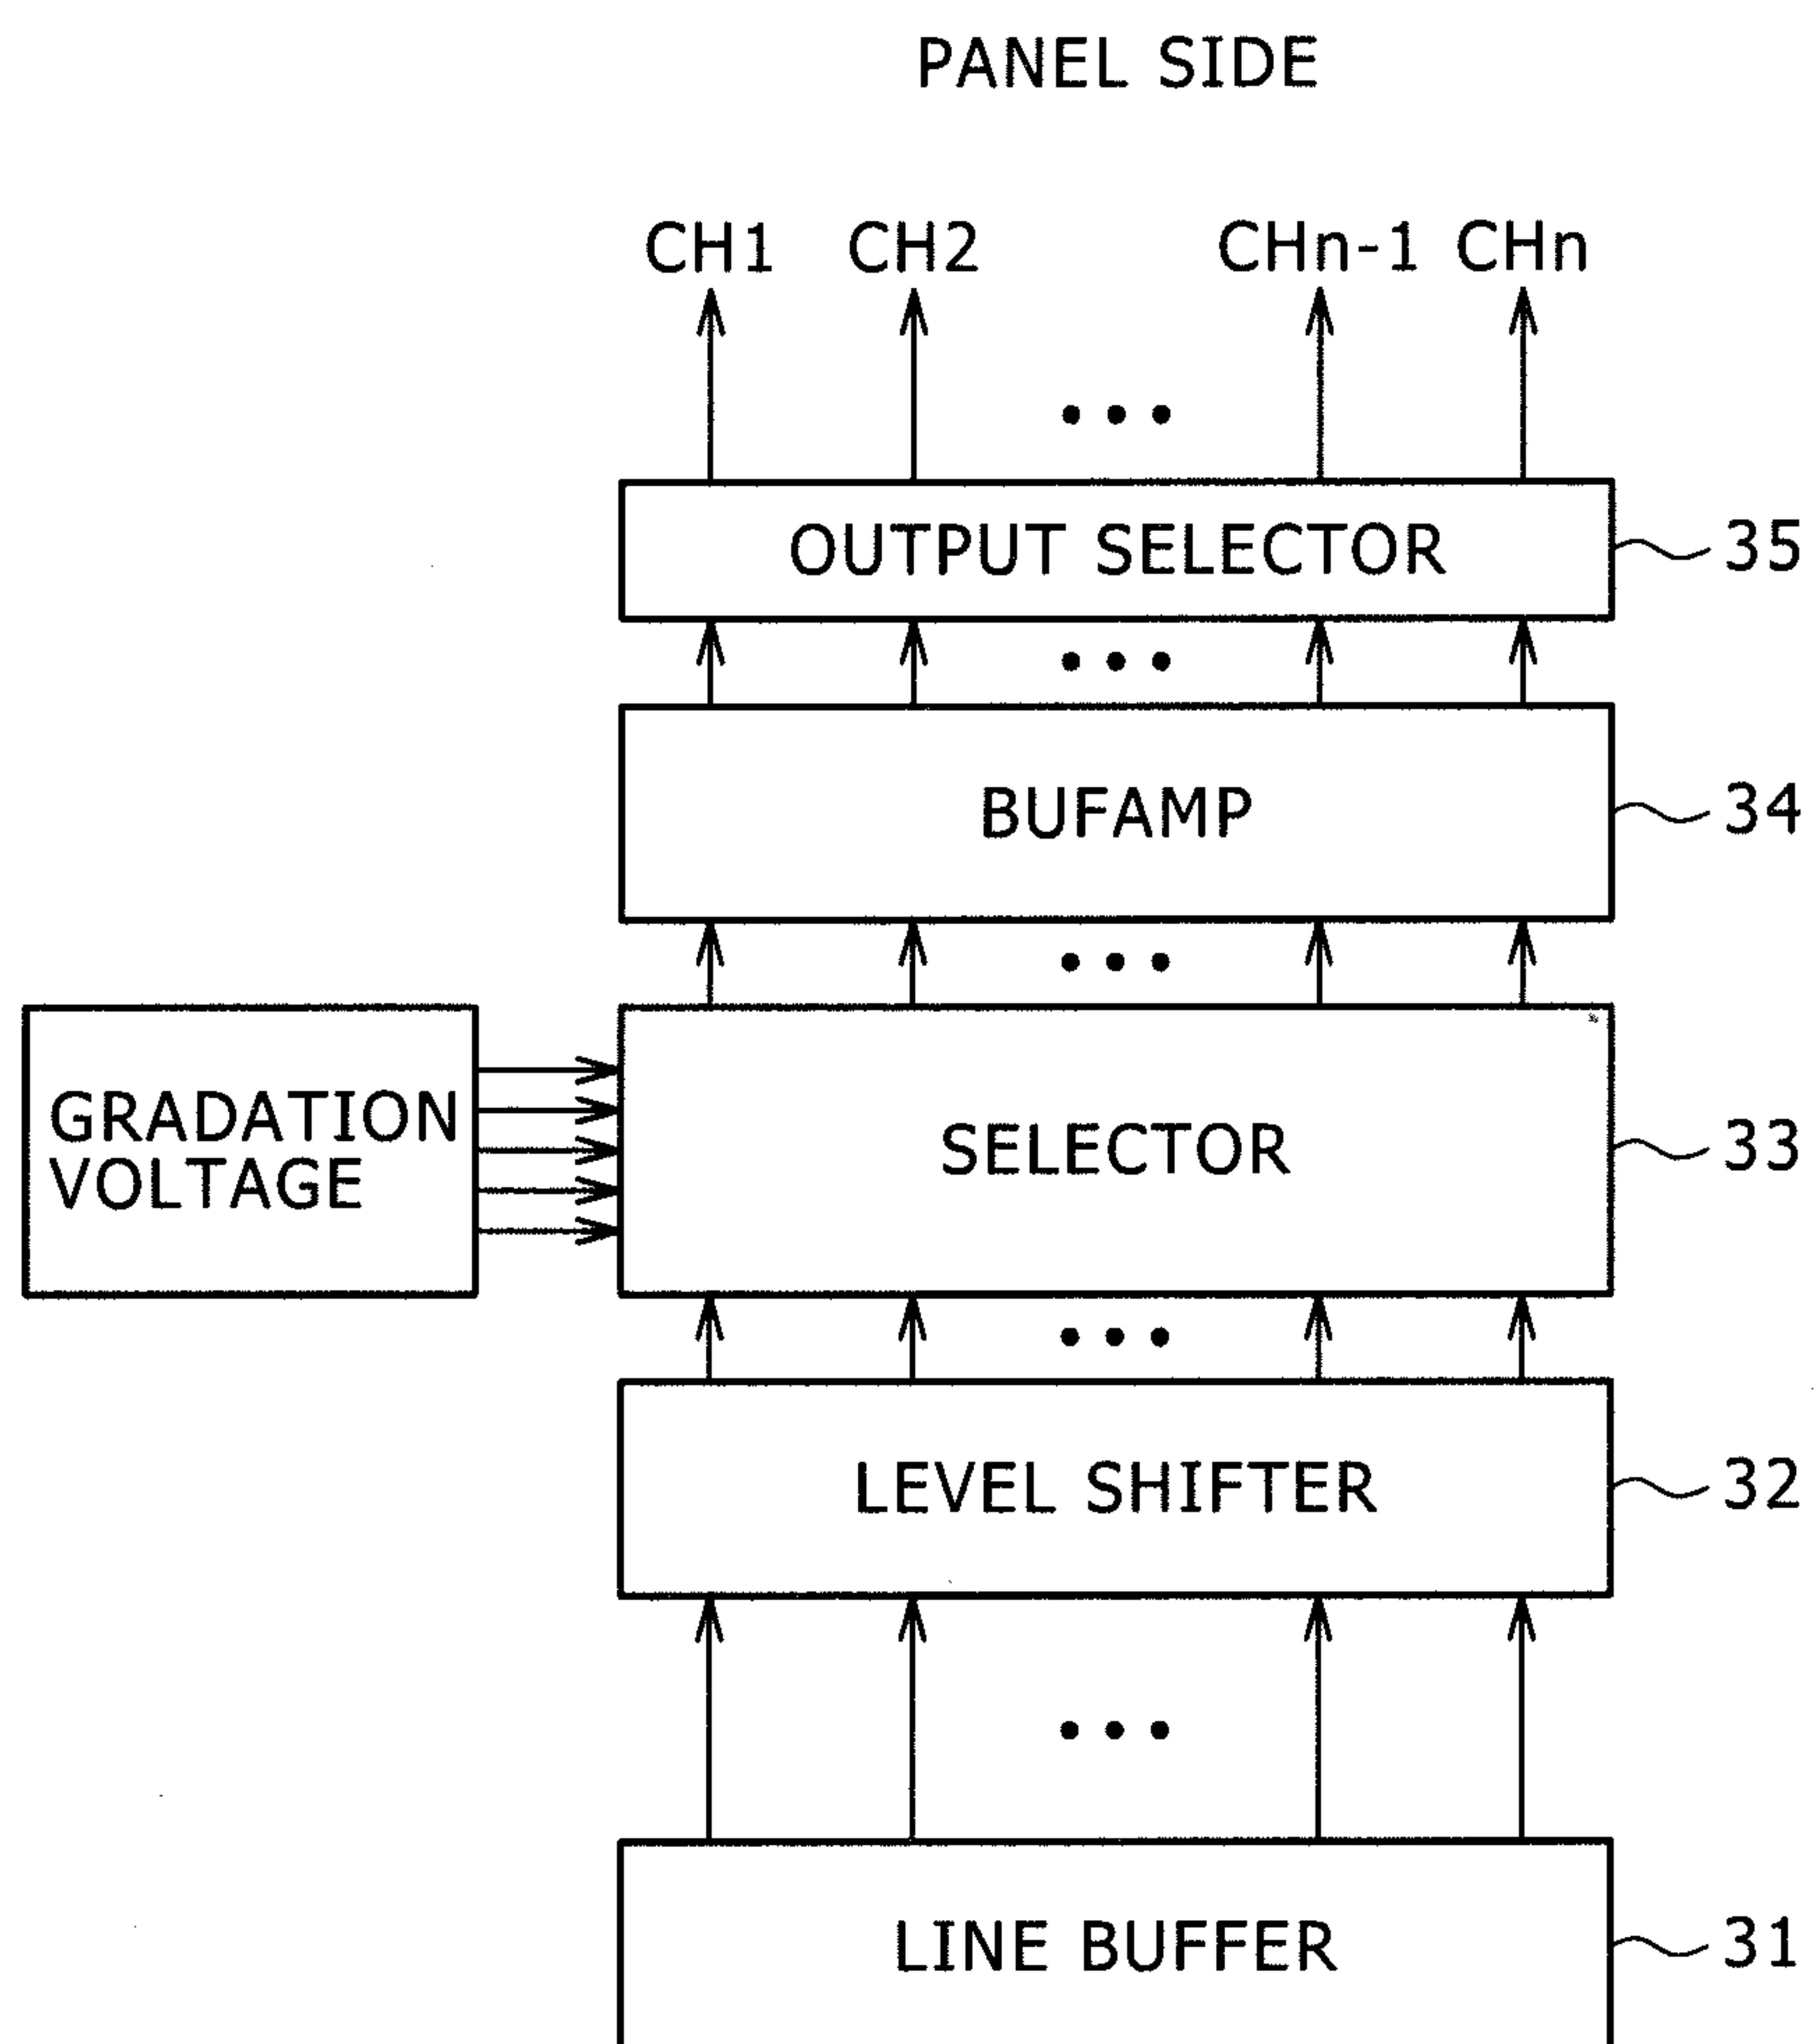 PANEL SIDE
CH1 CH2 CHn-1 CHn
OUTPUT SELECTOR
35
BUFAMP
34
GRADATION
VOLTAGE
SELECTOR
33
LEVEL SHIFTER
32
LINE BUFFER
31